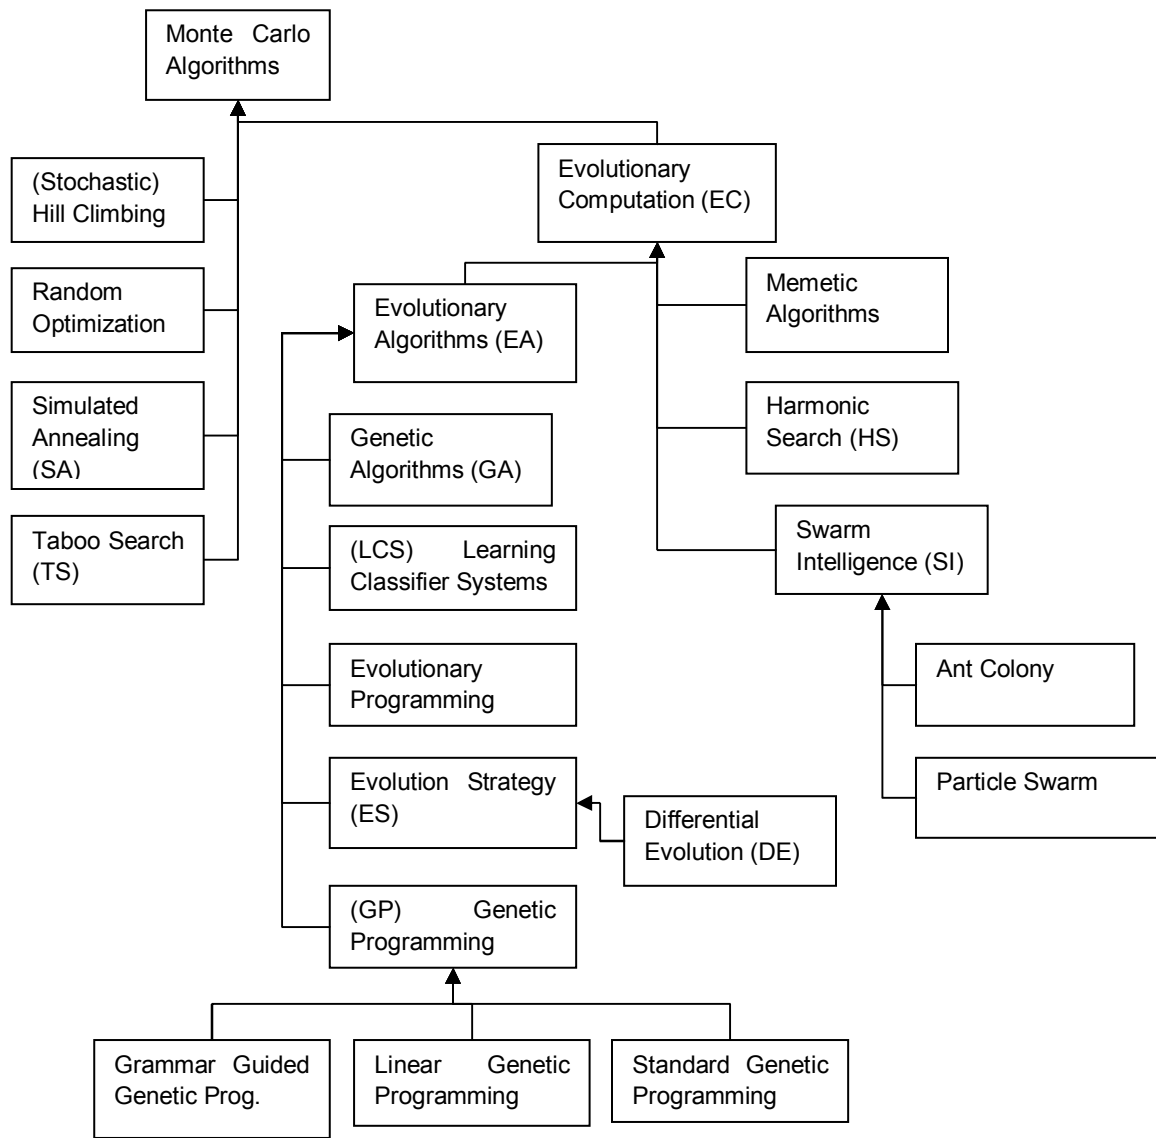 Monte Carlo
Algorithms
(Stochastic)
Hill Climbing
Evolutionary
Computation (EC)
Random
Optimization
Evolutionary
Algorithms (EA)
Memetic
Algorithms
Simulated
Annealing
(SA)
Genetic
Algorithms (GA)
Harmonic
Search (HS)
Taboo Search
(TS)
(LCS) Learning
Classifier Systems
Swarm
Intelligence (SI)
Evolutionary
Programming
Ant Colony
Evolution Strategy
(ES)
Differential
Evolution (DE)
Particle Swarm
(GP) Genetic
Programming
Grammar Guided
Genetic Prog.
Linear Genetic
Programming
Standard Genetic
Programming